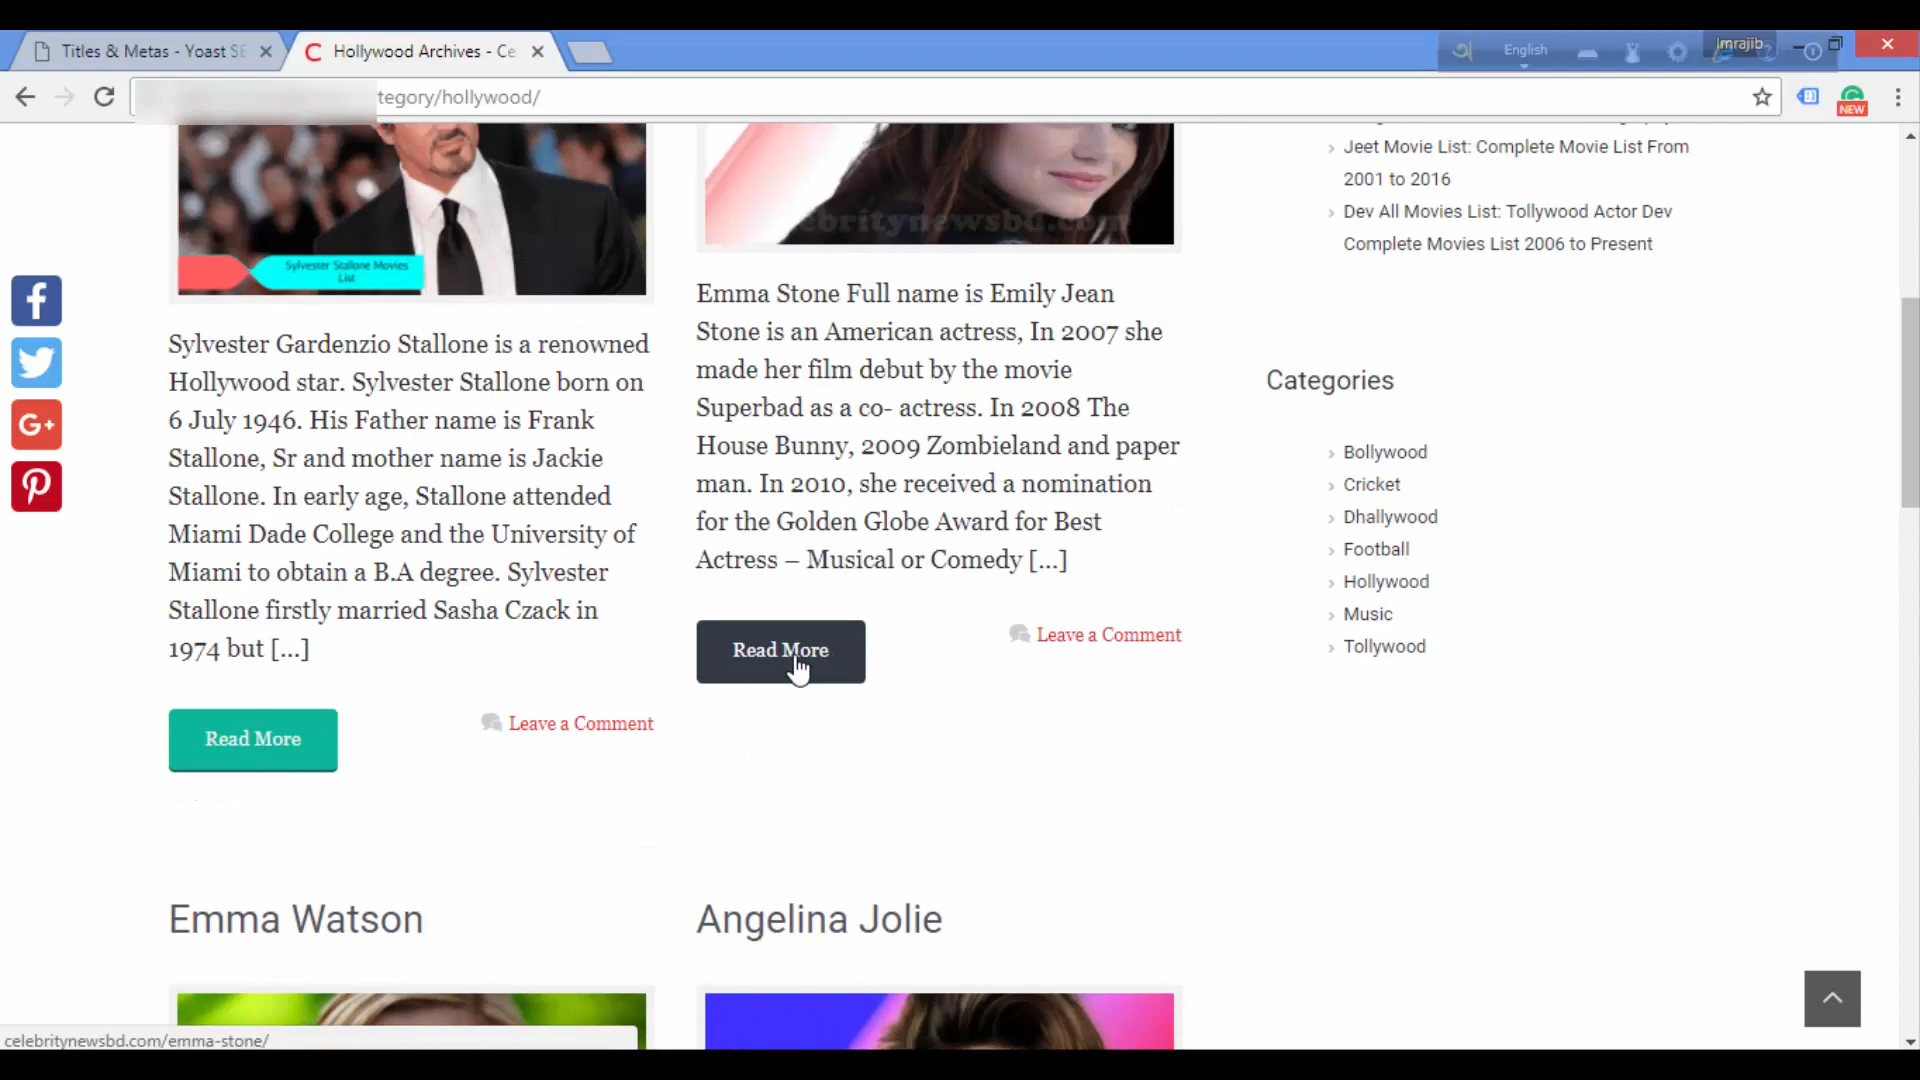 Titles & Metas - Yoast SE
Hollywood Archives - Ce
English
Imrajib
tegory/hollywood/
NEW
Sylvester Stallone Movies
List
ebritynewsbd.com
Sylvester Gardenzio Stallone is a renowned
Hollywood star. Sylvester Stallone born on
6 July 1946. His Father name is Frank
Stallone, Sr and mother name is Jackie
Stallone. In early age, Stallone attended
Miami Dade College and the University of
Miami to obtain a B.A degree. Sylvester
Stallone firstly married Sasha Czack in
1974 but [...]
Read More
Leave a Comment
Emma Stone Full name is Emily Jean
Stone is an American actress, In 2007 she
made her film debut by the movie
Superbad as a co- actress. In 2008 The
House Bunny, 2009 Zombieland and paper
man. In 2010, she received a nomination
for the Golden Globe Award for Best
Actress – Musical or Comedy [...]
Read More
Leave a Comment
Emma Watson
Angelina Jolie
Jeet Movie List: Complete Movie List From
2001 to 2016
Dev All Movies List: Tollywood Actor Dev
Complete Movies List 2006 to Present
Categories
Bollywood
Cricket
Dhallywood
Football
Hollywood
Music
Tollywood
celebritynewsbd.com/emma-stone/